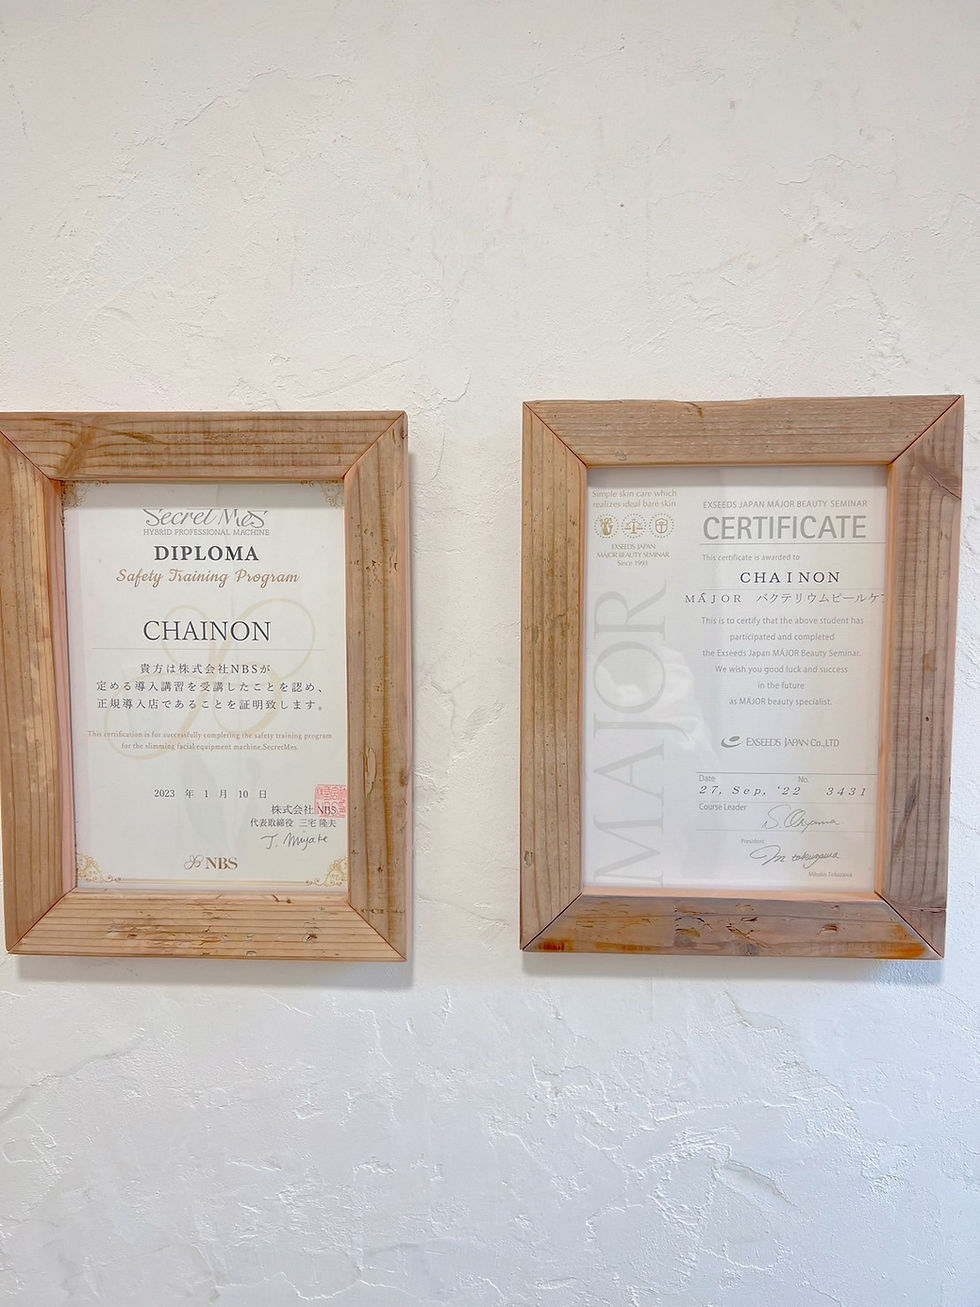 Secret Mes
HYBRID PROFESSIONAL MACHINE
DIPLOMA
Safety Training Program
CHAINON
貴方は株式会社NBSが
定める導入講習を受講したことを認め、
正規導入店であることを証明致します。
This certification is for successfully completing the safety training program
for the slimming facial equipment machine,SecretMes.
2023 年 1 月 10 日
株式会社 NBS
代表取締役 三宅 隆夫
T. Miyake
NBS
Simple skin care which
realizes ideal bare skin
EXSEEDS JAPAN
MÁJOR BEAUTY SEMINAR
Since 1993
MAJOR
EXSEEDS JAPAN MÁJOR BEAUTY SEMINAR
CERTIFICATE
This certificate is awarded to
CHAINON
MÁJOR バクテリウムピールケア
This is to certify that the above student has
participated and completed
the Exseeds Japan MÁJOR Beauty Seminar.
We wish you good luck and success
in the future
as MÁJOR beauty specialist.
EXSEEDS JAPAN Co.,LTD
Date No.
27, Sep, '22 3431
Course Leader
President